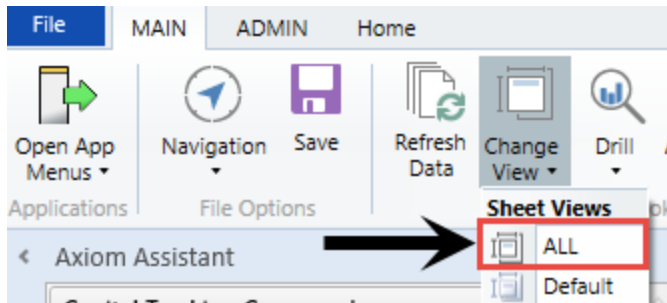 File MAIN ADMIN Home
Open App Menus
Navigation
Save
Refresh Data
Change View
Drill
Applications
File Options
Sheet Views
ALL
Default
Axiom Assistant